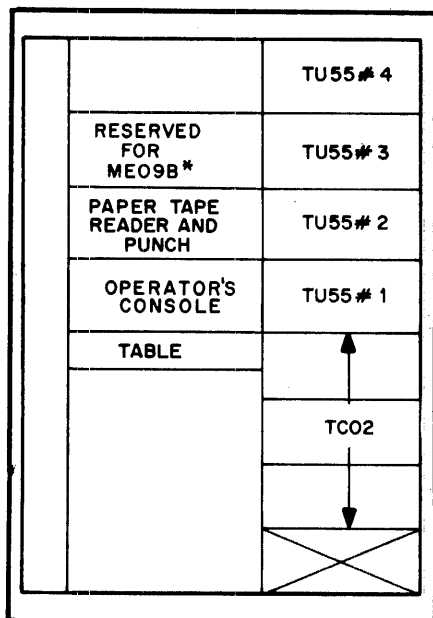 TU55#4
RESERVED
FOR
ME09B*
TU55#3
PAPER TAPE
READER AND
PUNCH
TU55#2
OPERATOR'S
CONSOLE
TU55#1
TABLE
TC02